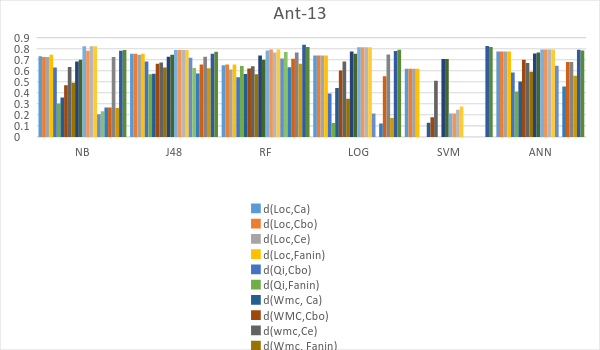 Ant-13
0.9
0.8
0.7
0.6
0.5
0.4
0.3
0.2
0.1
0
NB J48 RF LOG SVM ANN
d(Loc,Ca)
d(Loc,Cbo)
d(Loc,Ce)
d(Loc,Fanin)
d(Qi,Cbo)
d(Qi,Fanin)
d(Wmc, Ca)
d(WMC,Cbo)
d(wmc,Ce)
d(Wmc, Fanin)